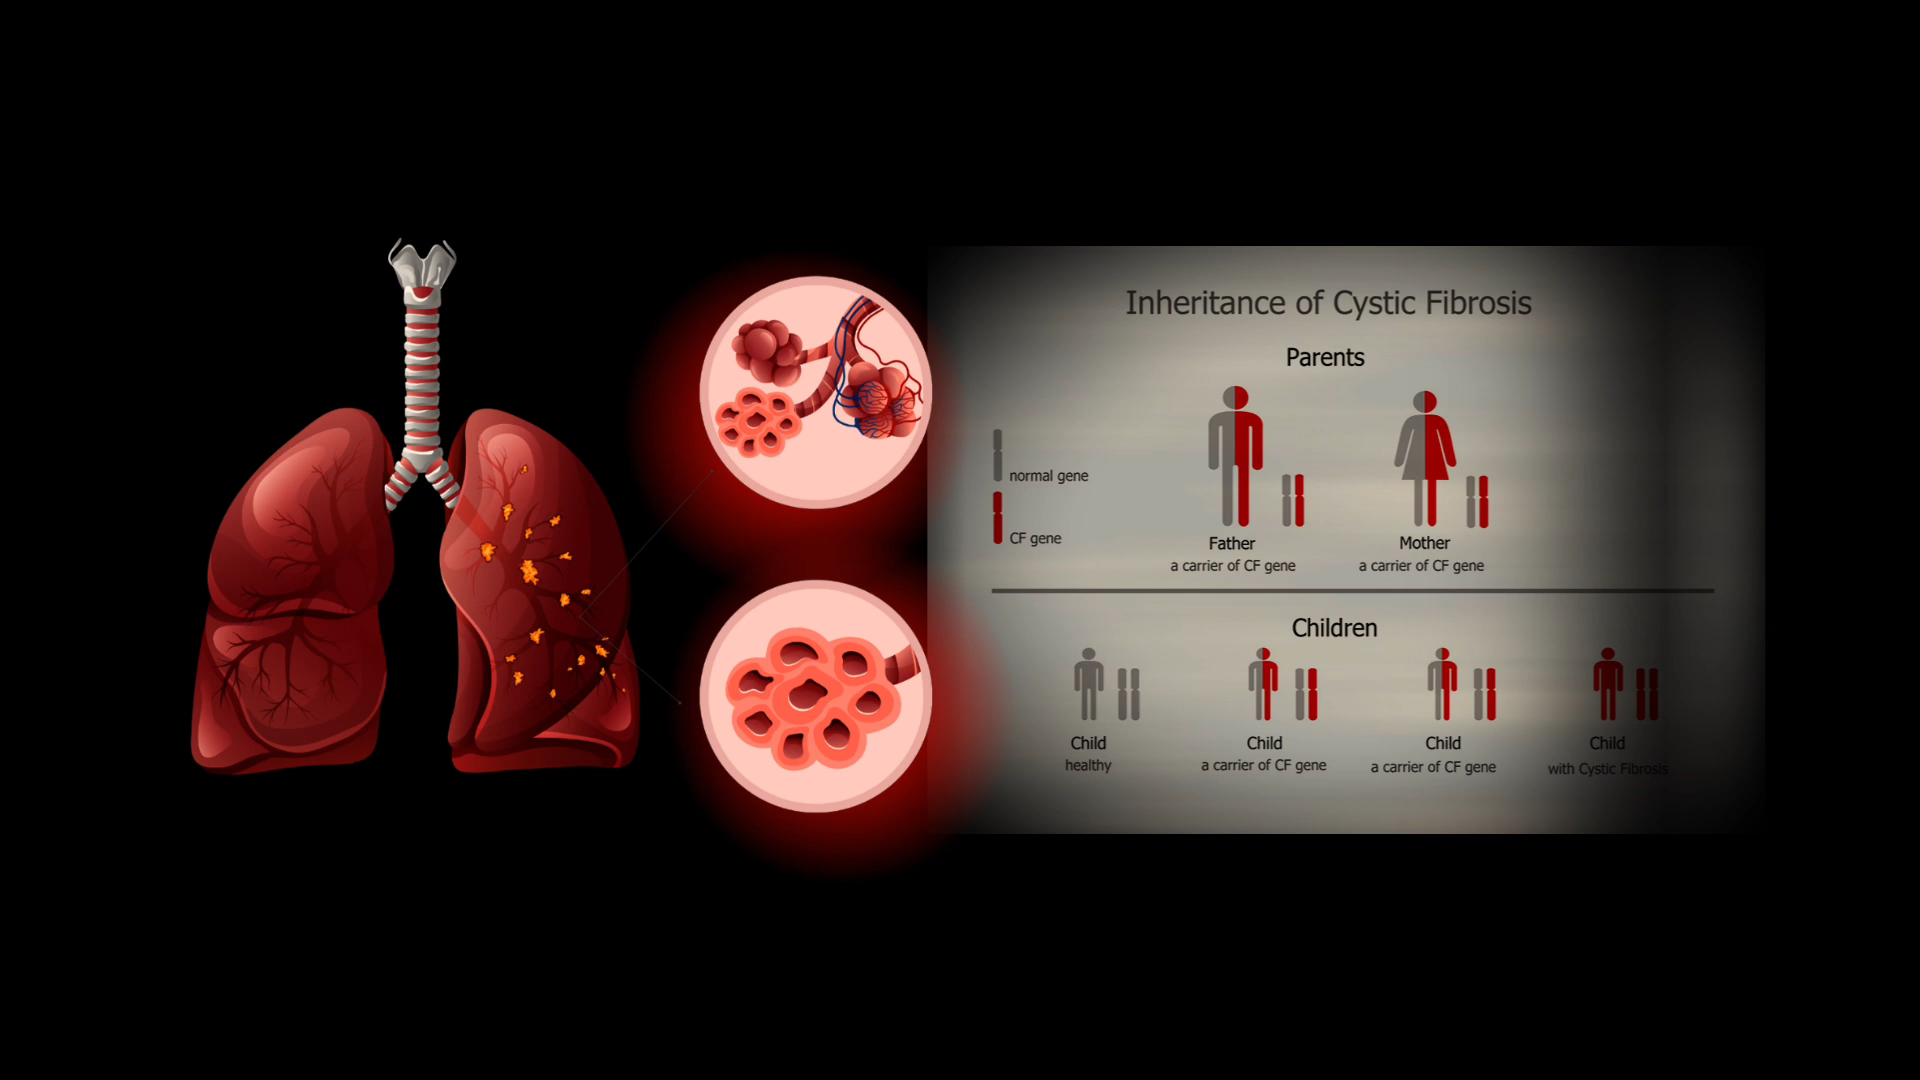 Inheritance of Cystic Fibrosis
Parents
normal gene
CF gene
Father
a carrier of CF gene
Mother
a carrier of CF gene
Children
Child
healthy
Child
a carrier of CF gene
Child
a carrier of CF gene
Child
with Cystic Fibrosis